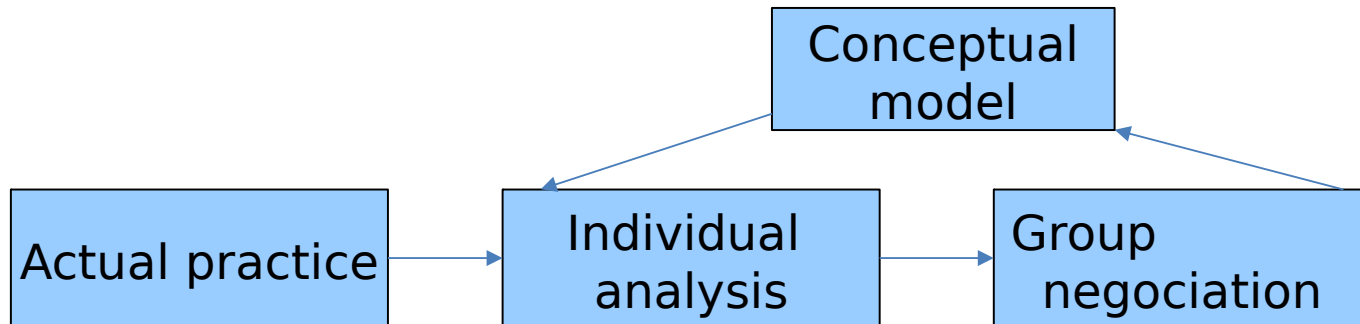 Conceptual
model
Actual practice
Individual
analysis
Group
negociation